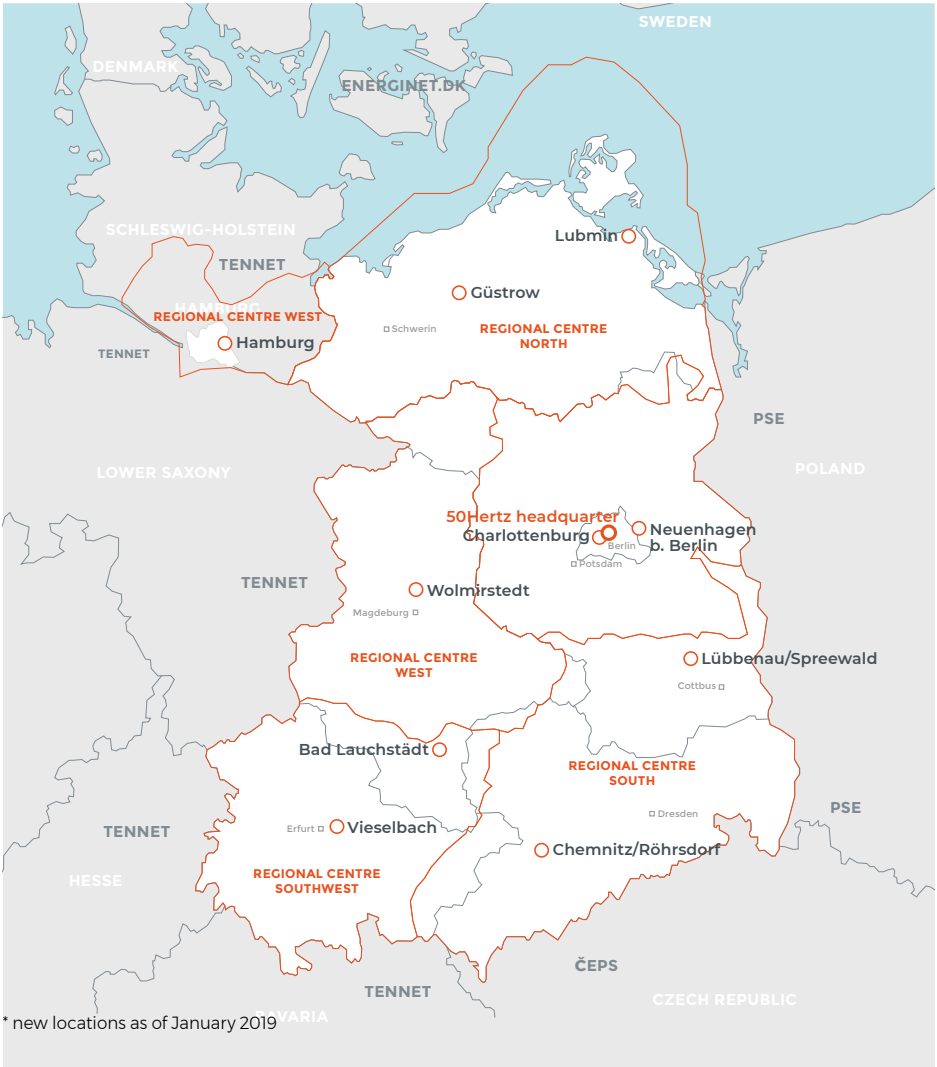 SWEDEN
DENMARK
ENERGINET.DK
SCHLESWIG-HOLSTEIN
Lubmin
TENNET
Güstrow
HAMBURG
REGIONAL CENTRE WEST
Schwerin
REGIONAL CENTRE
NORTH
Hamburg
TENNET
PSE
LOWER SAXONY
POLAND
50Hertz headquarter
Charlottenburg
Neuenhagen
b. Berlin
Berlin
Potsdam
TENNET
Wolmirstedt
Magdeburg
REGIONAL CENTRE
WEST
Lübbenau/Spreewald
Cottbus
Bad Lauchstädt
REGIONAL CENTRE
SOUTH
PSE
Dresden
TENNET
Erfurt
Vieselbach
Chemnitz/Röhrsdorf
HESSE
REGIONAL CENTRE
SOUTHWEST
ČEPS
TENNET
CZECH REPUBLIC
BAVARIA
* new locations as of January 2019